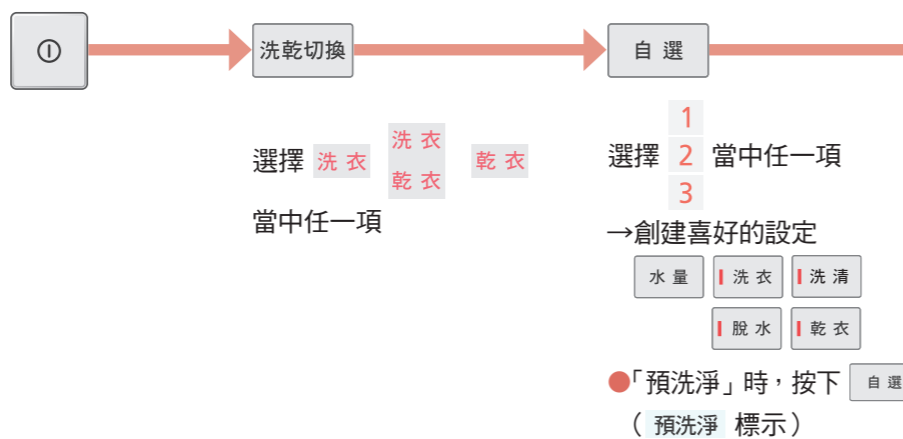 洗乾切換
自選
選擇 洗衣 洗衣 乾衣 乾衣
當中任一項
選擇 1 2 3 當中任一項
→創建喜好的設定
水量 洗衣 洗清
脫水 乾衣
●「預洗淨」時，按下 自選
（預洗淨 標示）